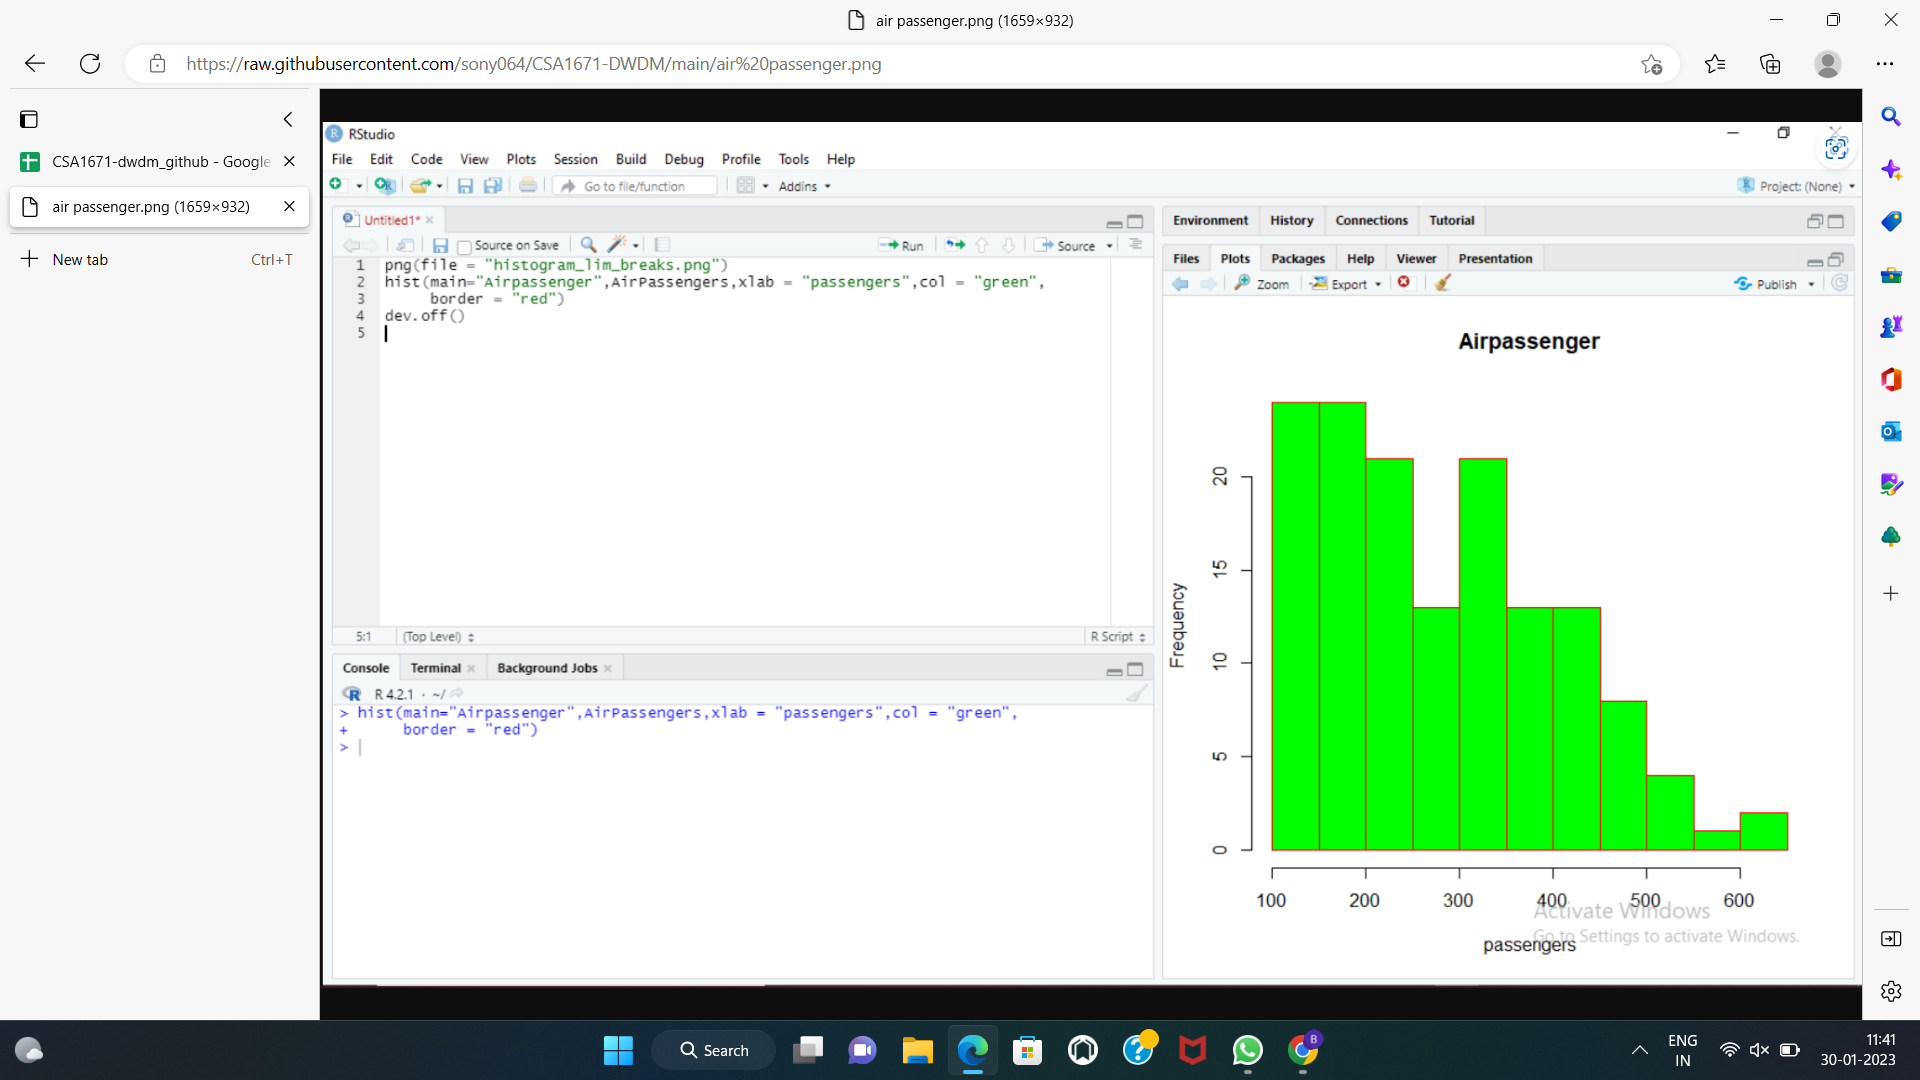 air passenger.png (1659×932)
https://raw.githubusercontent.com/sony064/CSA1671-DWDM/main/air%20passenger.png
CSA1671-dwdm_github - Google
air passenger.png (1659×932)
New tab Ctrl+T
RStudio
File Edit Code View Plots Session Build Debug Profile Tools Help
Go to file/function Addins
Project: (None)
Untitled1*
Source on Save Run Source
1 png(file = "histogram_lim_breaks.png")
2 hist(main="Airpassenger",AirPassengers,xlab = "passengers",col = "green",
3 border = "red")
4 dev.off()
5
5:1 (Top Level) R Script
Console Terminal Background Jobs
R 4.2.1 · ~/
> hist(main="Airpassenger",AirPassengers,xlab = "passengers",col = "green",
+ border = "red")
>
Environment History Connections Tutorial
Files Plots Packages Help Viewer Presentation
Zoom Export Publish
Airpassenger
Frequency
20
15
10
5
0
100 200 300 400 500 600
passengers
Activate Windows
Go to Settings to activate Windows.
Search
ENG
IN
11:41
30-01-2023